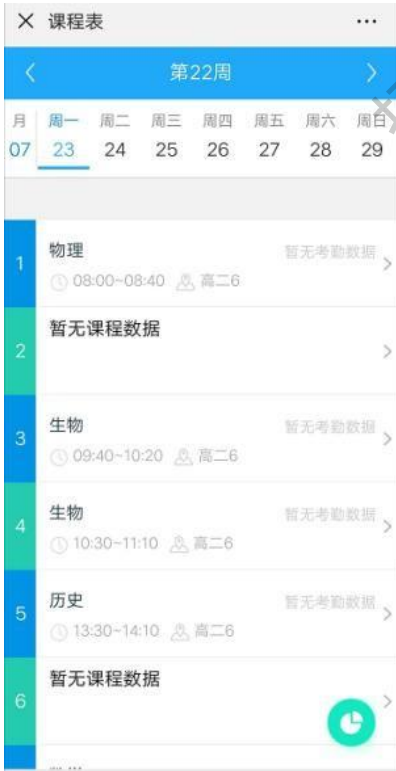 课程表
第22周
月 周一 周二 周三 周四 周五 周六 周日
07 23 24 25 26 27 28 29
1
物理 暂无考勤数据
08:00~08:40 高二6
2
暂无课程数据
3
生物 暂无考勤数据
09:40~10:20 高二6
4
生物 暂无考勤数据
10:30~11:10 高二6
5
历史 暂无考勤数据
13:30~14:10 高二6
6
暂无课程数据